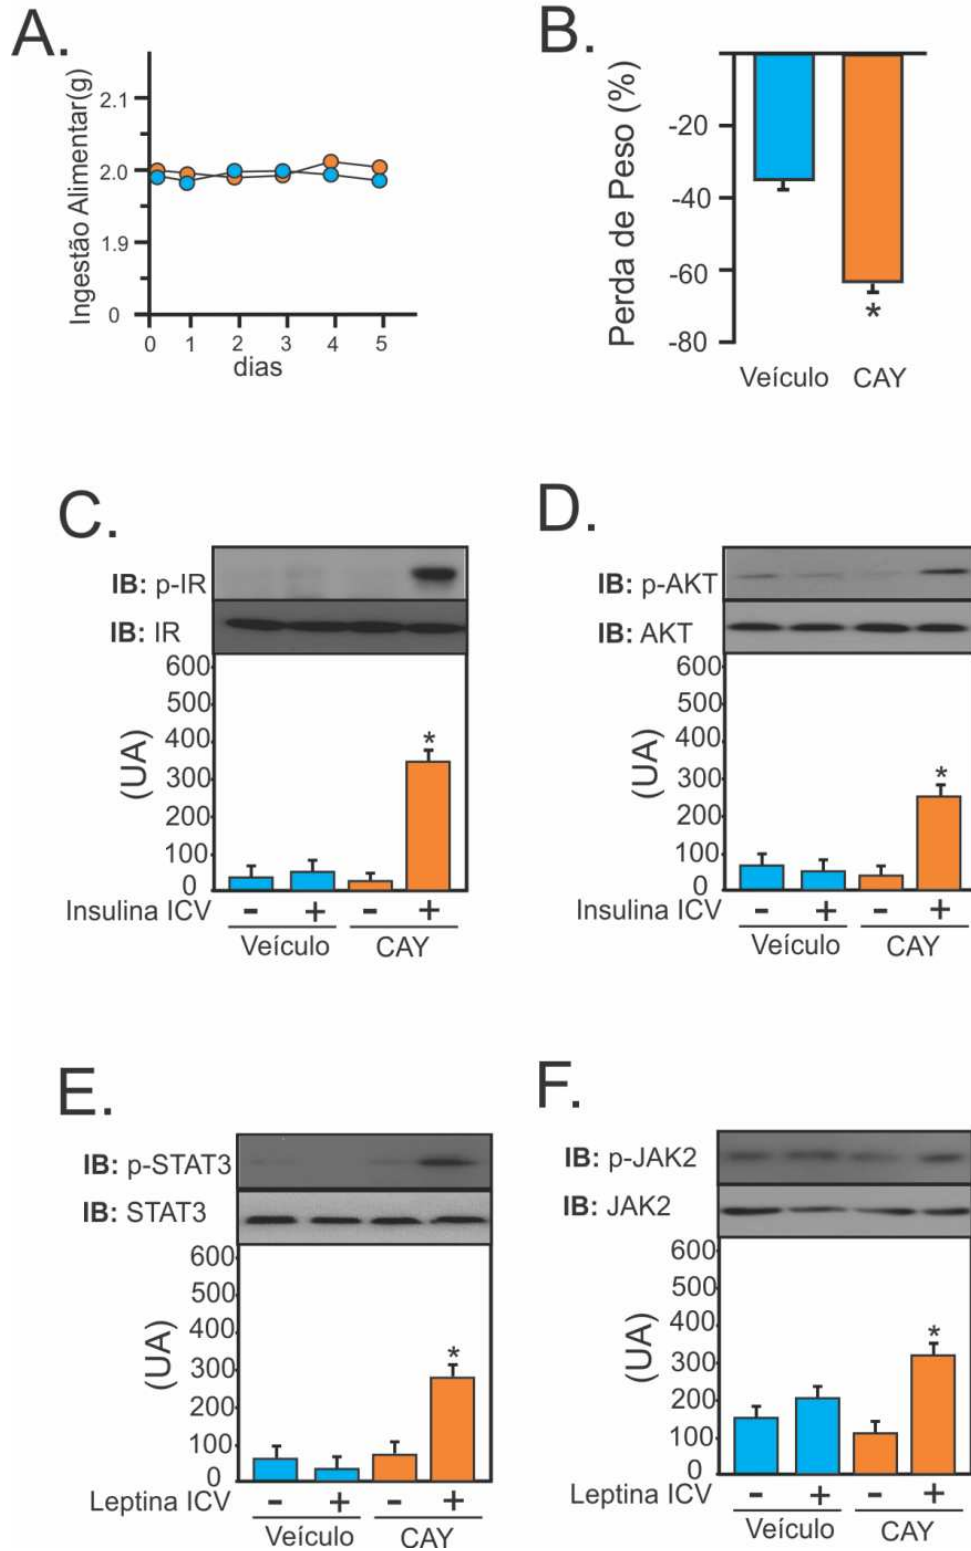 A.
Ingestão Alimentar(g)
2.1
2.0
1.9
0
0 1 2 3 4 5
dias
B.
Perda de Peso (%)
-20
-40
-60
-80
*
Veículo CAY
C.
IB: p-IR
IB: IR
(UA)
600
500
400
300
200
100
0
*
Insulina ICV - + - +
Veículo CAY
D.
IB: p-AKT
IB: AKT
(UA)
600
500
400
300
200
100
0
*
Insulina ICV - + - +
Veículo CAY
E.
IB: p-STAT3
IB: STAT3
(UA)
600
500
400
300
200
100
0
*
Leptina ICV - + - +
Veículo CAY
F.
IB: p-JAK2
IB: JAK2
(UA)
600
500
400
300
200
100
0
*
Leptina ICV - + - +
Veículo CAY